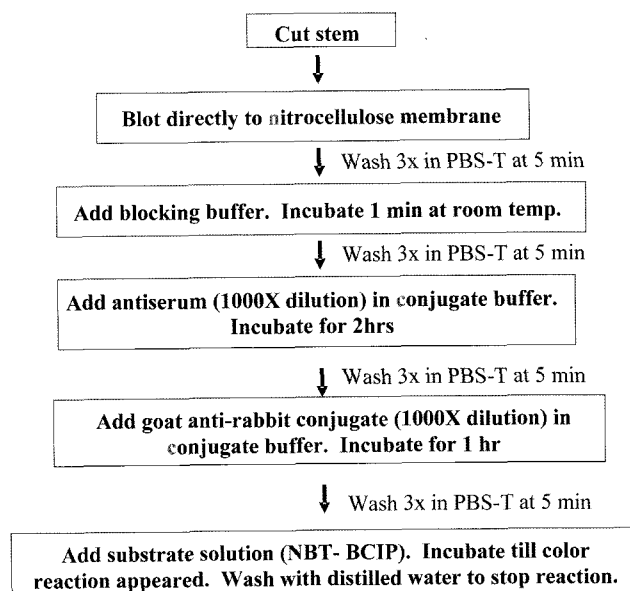 Cut stem
Blot directly to nitrocellulose membrane
Wash 3x in PBS-T at 5 min
Add blocking buffer. Incubate 1 min at room temp.
Wash 3x in PBS-T at 5 min
Add antiserum (1000X dilution) in conjugate buffer.
Incubate for 2hrs
Wash 3x in PBS-T at 5 min
Add goat anti-rabbit conjugate (1000X dilution) in
conjugate buffer. Incubate for 1 hr
Wash 3x in PBS-T at 5 min
Add substrate solution (NBT- BCIP). Incubate till color
reaction appeared. Wash with distilled water to stop reaction.